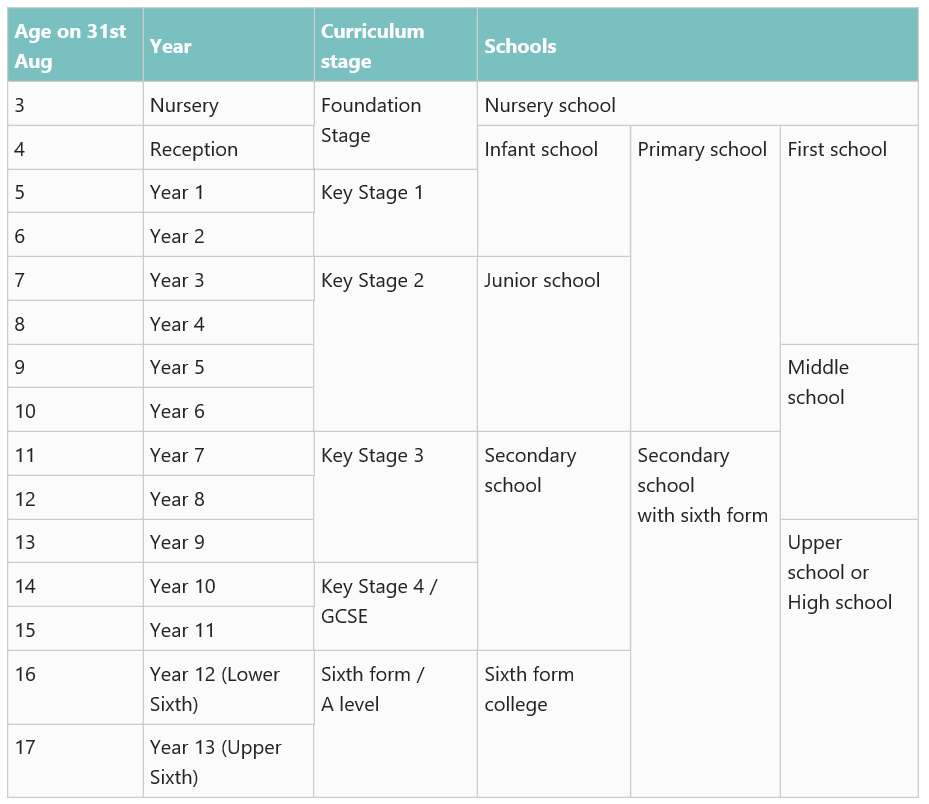 Age on 31st
Aug
Year
Curriculum
stage
Schools
3
Nursery
Foundation
Stage
Nursery school
4
Reception
Infant school
Primary school
First school
5
Year 1
Key Stage 1
6
Year 2
7
Year 3
Key Stage 2
Junior school
8
Year 4
9
Year 5
Middle
school
10
Year 6
11
Year 7
Key Stage 3
Secondary
school
Secondary
school
with sixth form
12
Year 8
13
Year 9
Upper
school or
High school
14
Year 10
Key Stage 4 /
GCSE
15
Year 11
16
Year 12 (Lower
Sixth)
Sixth form /
A level
Sixth form
college
17
Year 13 (Upper
Sixth)